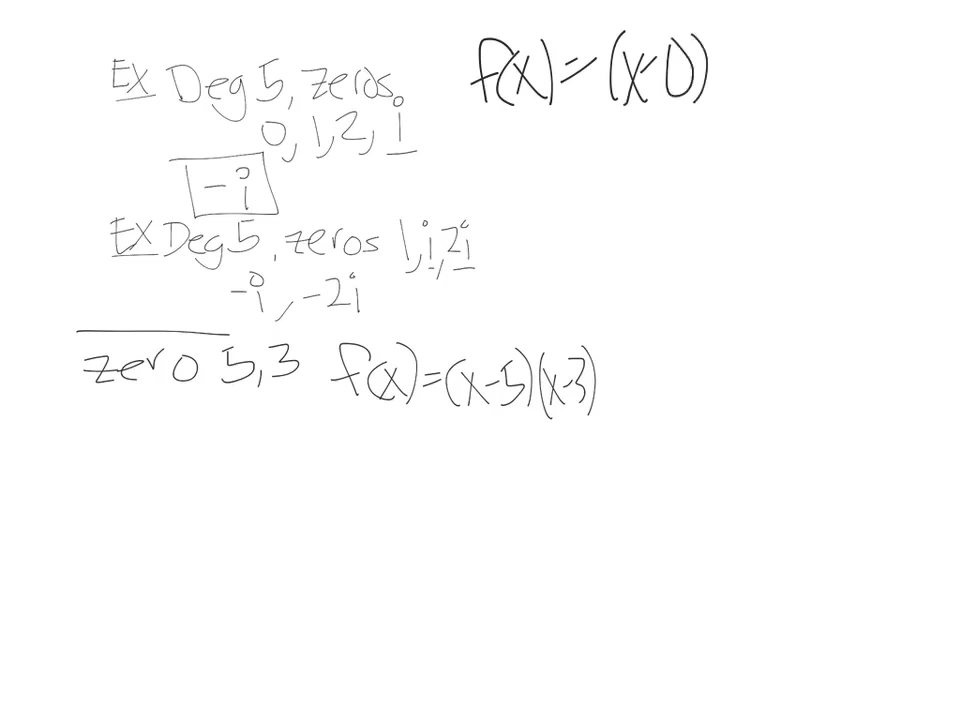 Ex Deg 5, zeros
0, 1, 2, i
-i
f(x) = (x-0)
Ex Deg 5, zeros 1, i, 2i
-i, -2i
zero 5, 3 f(x) = (x-5)(x-3)